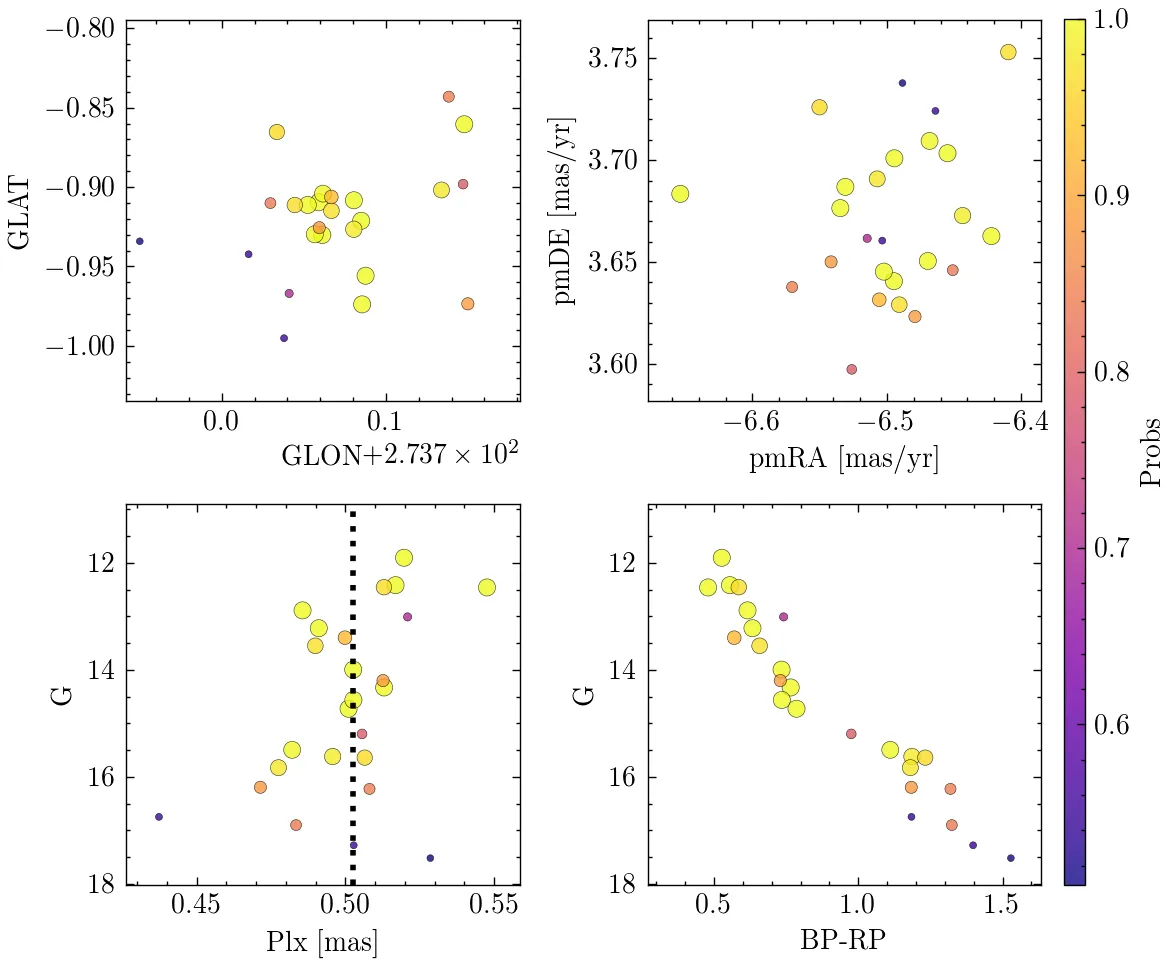 −0.80
−0.85
−0.90
−0.95
−1.00
GLAT
0.0 0.1
GLON+2.737 × 10²
3.75
3.70
3.65
3.60
pmDE [mas/yr]
−6.6 −6.5 −6.4
pmRA [mas/yr]
12
14
16
18
G
0.45 0.50 0.55
Plx [mas]
12
14
16
18
G
0.5 1.0 1.5
BP-RP
1.0
0.9
0.8
0.7
0.6
Probs